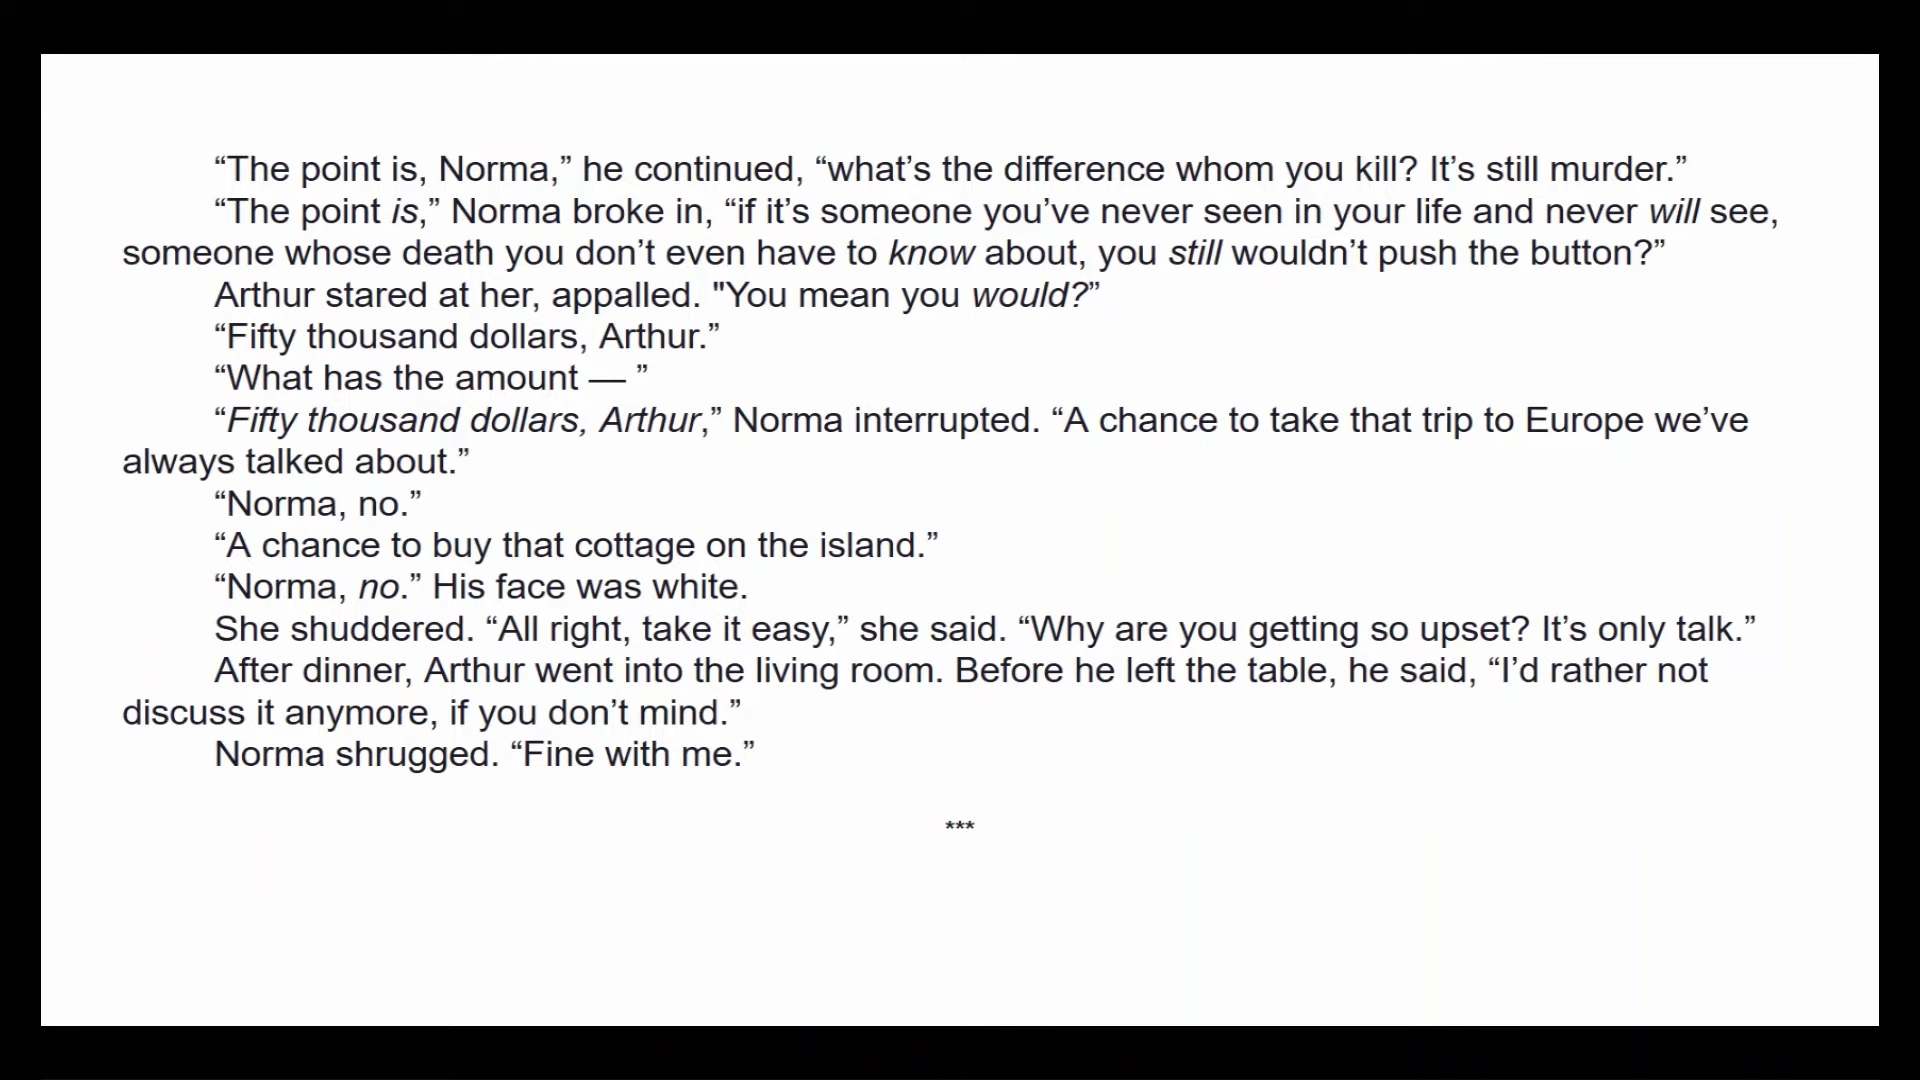 “The point is, Norma,” he continued, “what’s the difference whom you kill? It’s still murder.”
“The point is,” Norma broke in, “if it’s someone you’ve never seen in your life and never will see,
someone whose death you don’t even have to know about, you still wouldn’t push the button?”
Arthur stared at her, appalled. "You mean you would?”
“Fifty thousand dollars, Arthur.”
“What has the amount — ”
“Fifty thousand dollars, Arthur,” Norma interrupted. “A chance to take that trip to Europe we’ve
always talked about.”
“Norma, no.”
“A chance to buy that cottage on the island.”
“Norma, no.” His face was white.
She shuddered. “All right, take it easy,” she said. “Why are you getting so upset? It’s only talk.”
After dinner, Arthur went into the living room. Before he left the table, he said, “I’d rather not
discuss it anymore, if you don’t mind.”
Norma shrugged. “Fine with me.”
***